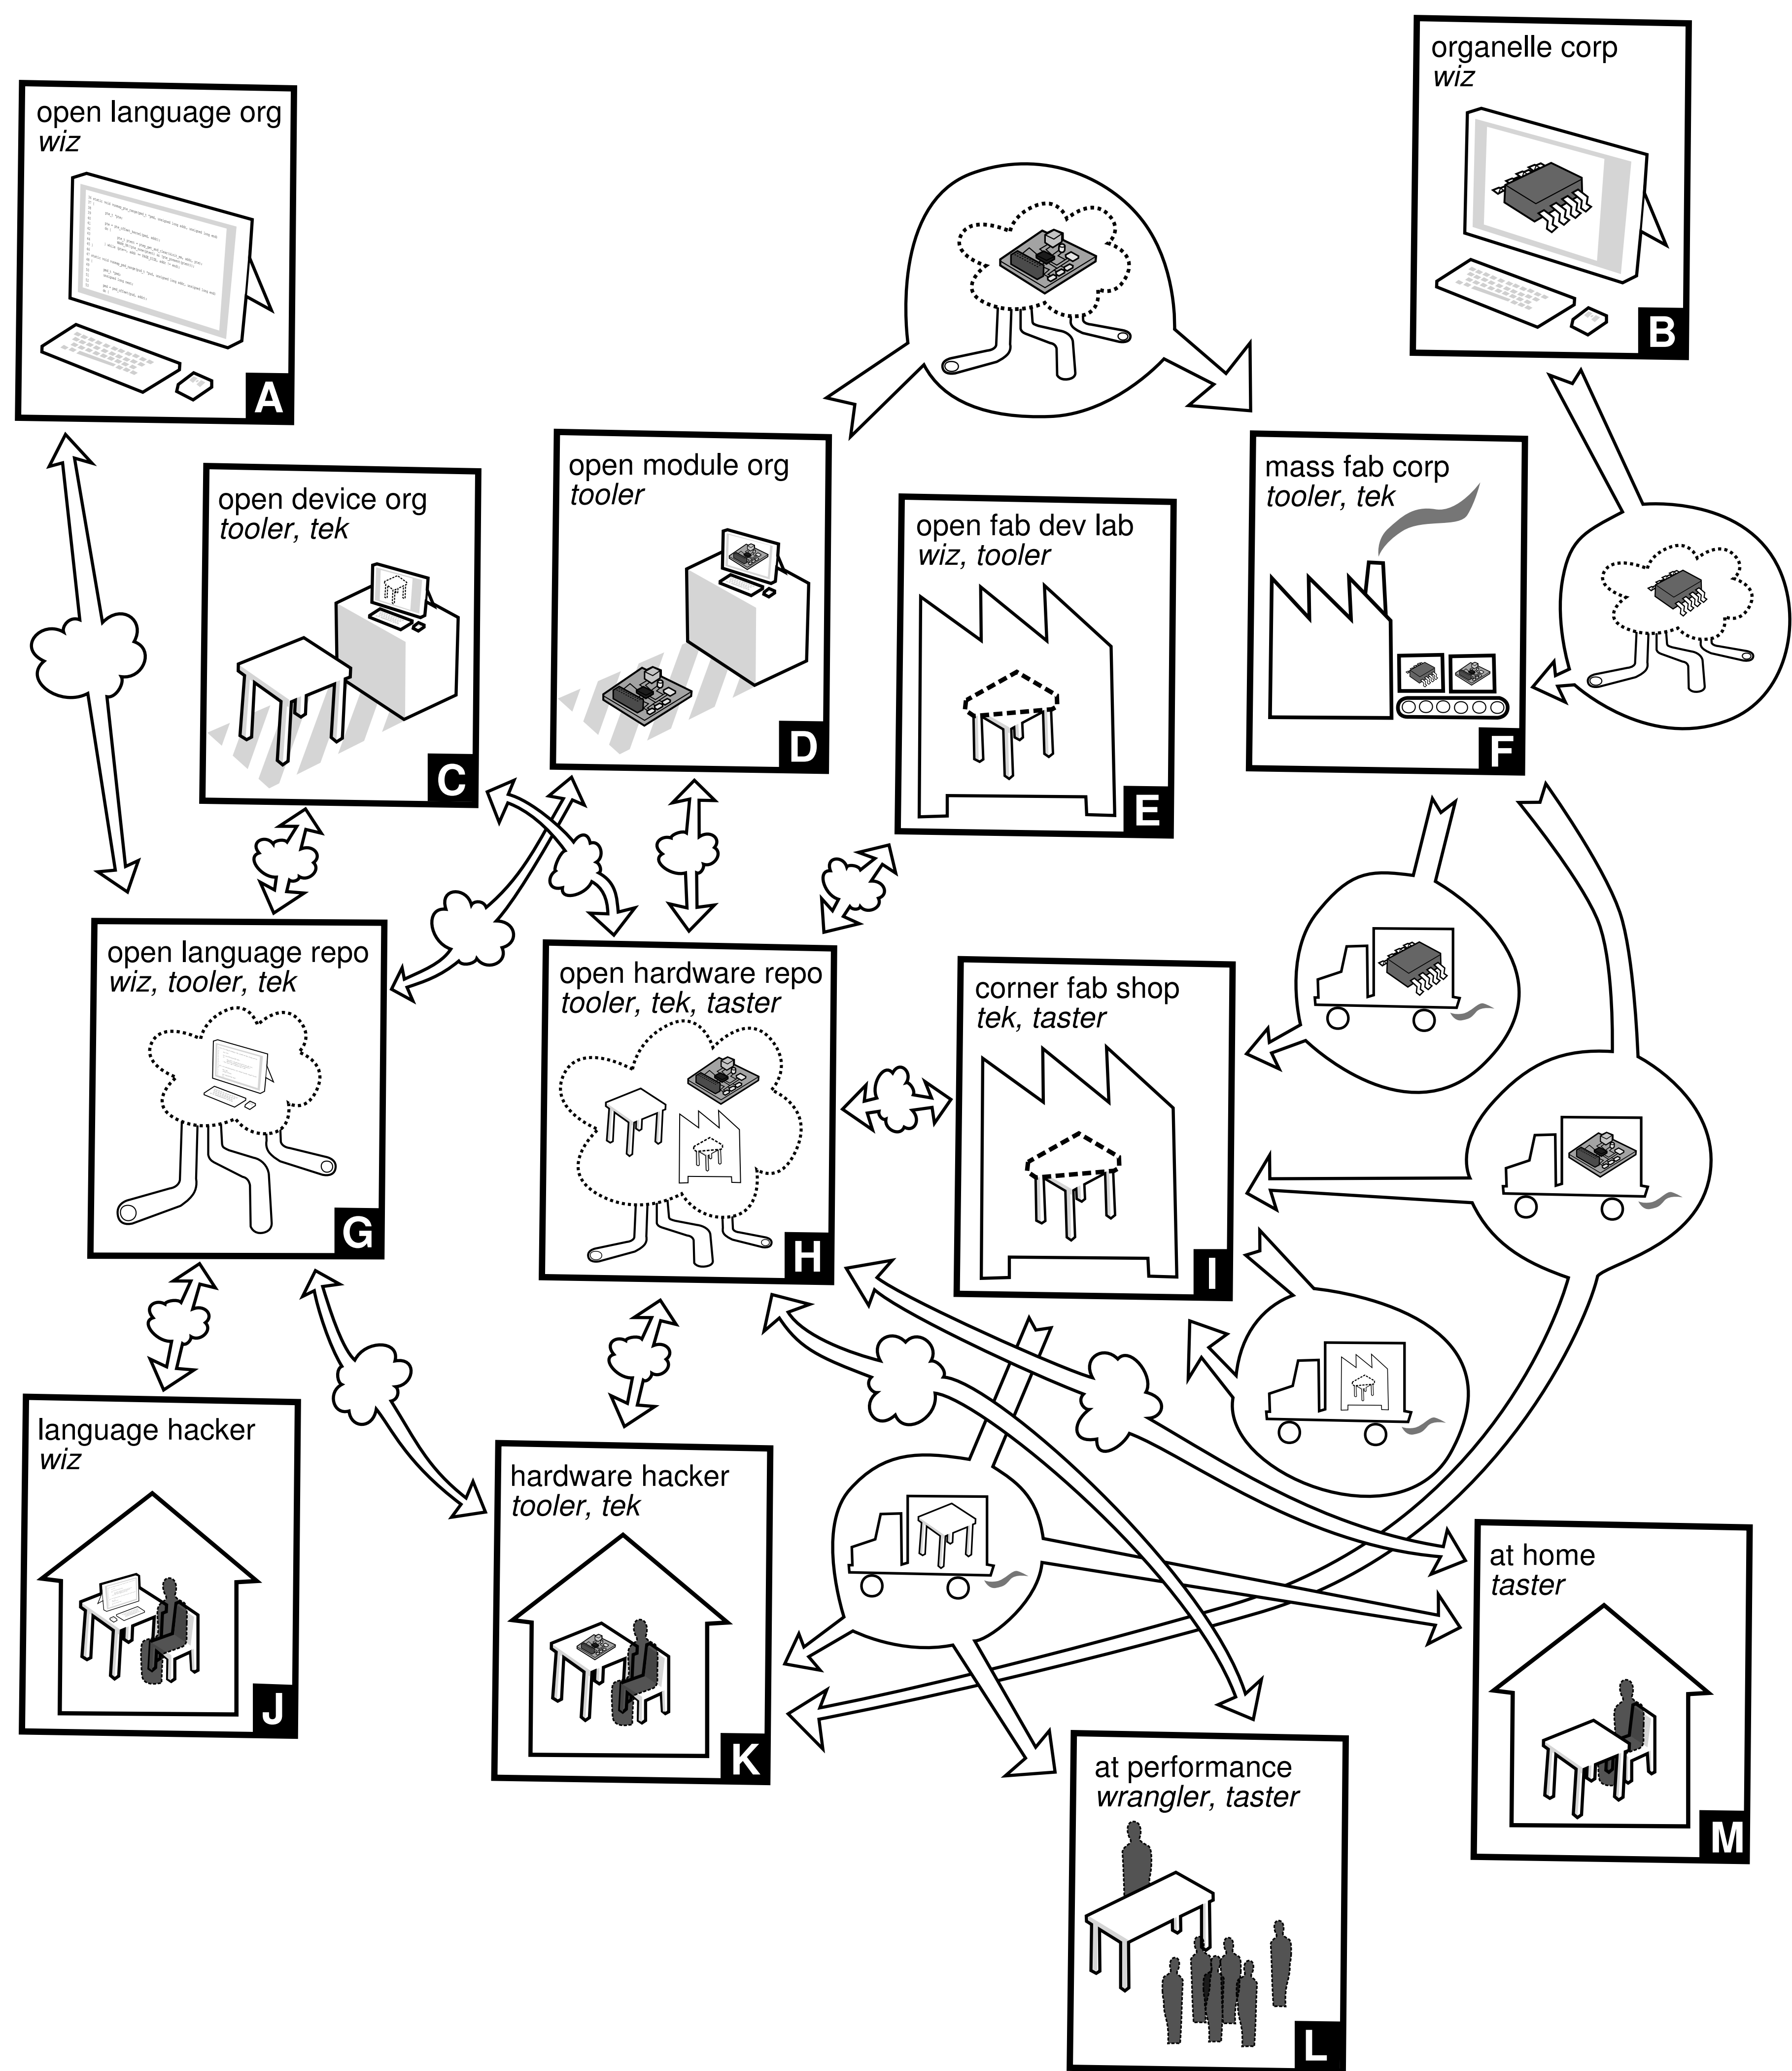 organelle corp
wiz
B
open language org
wiz
A
open device org
tooler, tek
C
open module org
tooler
D
open fab dev lab
wiz, tooler
E
mass fab corp
tooler, tek
F
open language repo
wiz, tooler, tek
G
open hardware repo
tooler, tek, taster
H
corner fab shop
tek, taster
I
language hacker
wiz
J
hardware hacker
tooler, tek
K
at performance
wrangler, taster
L
at home
taster
M